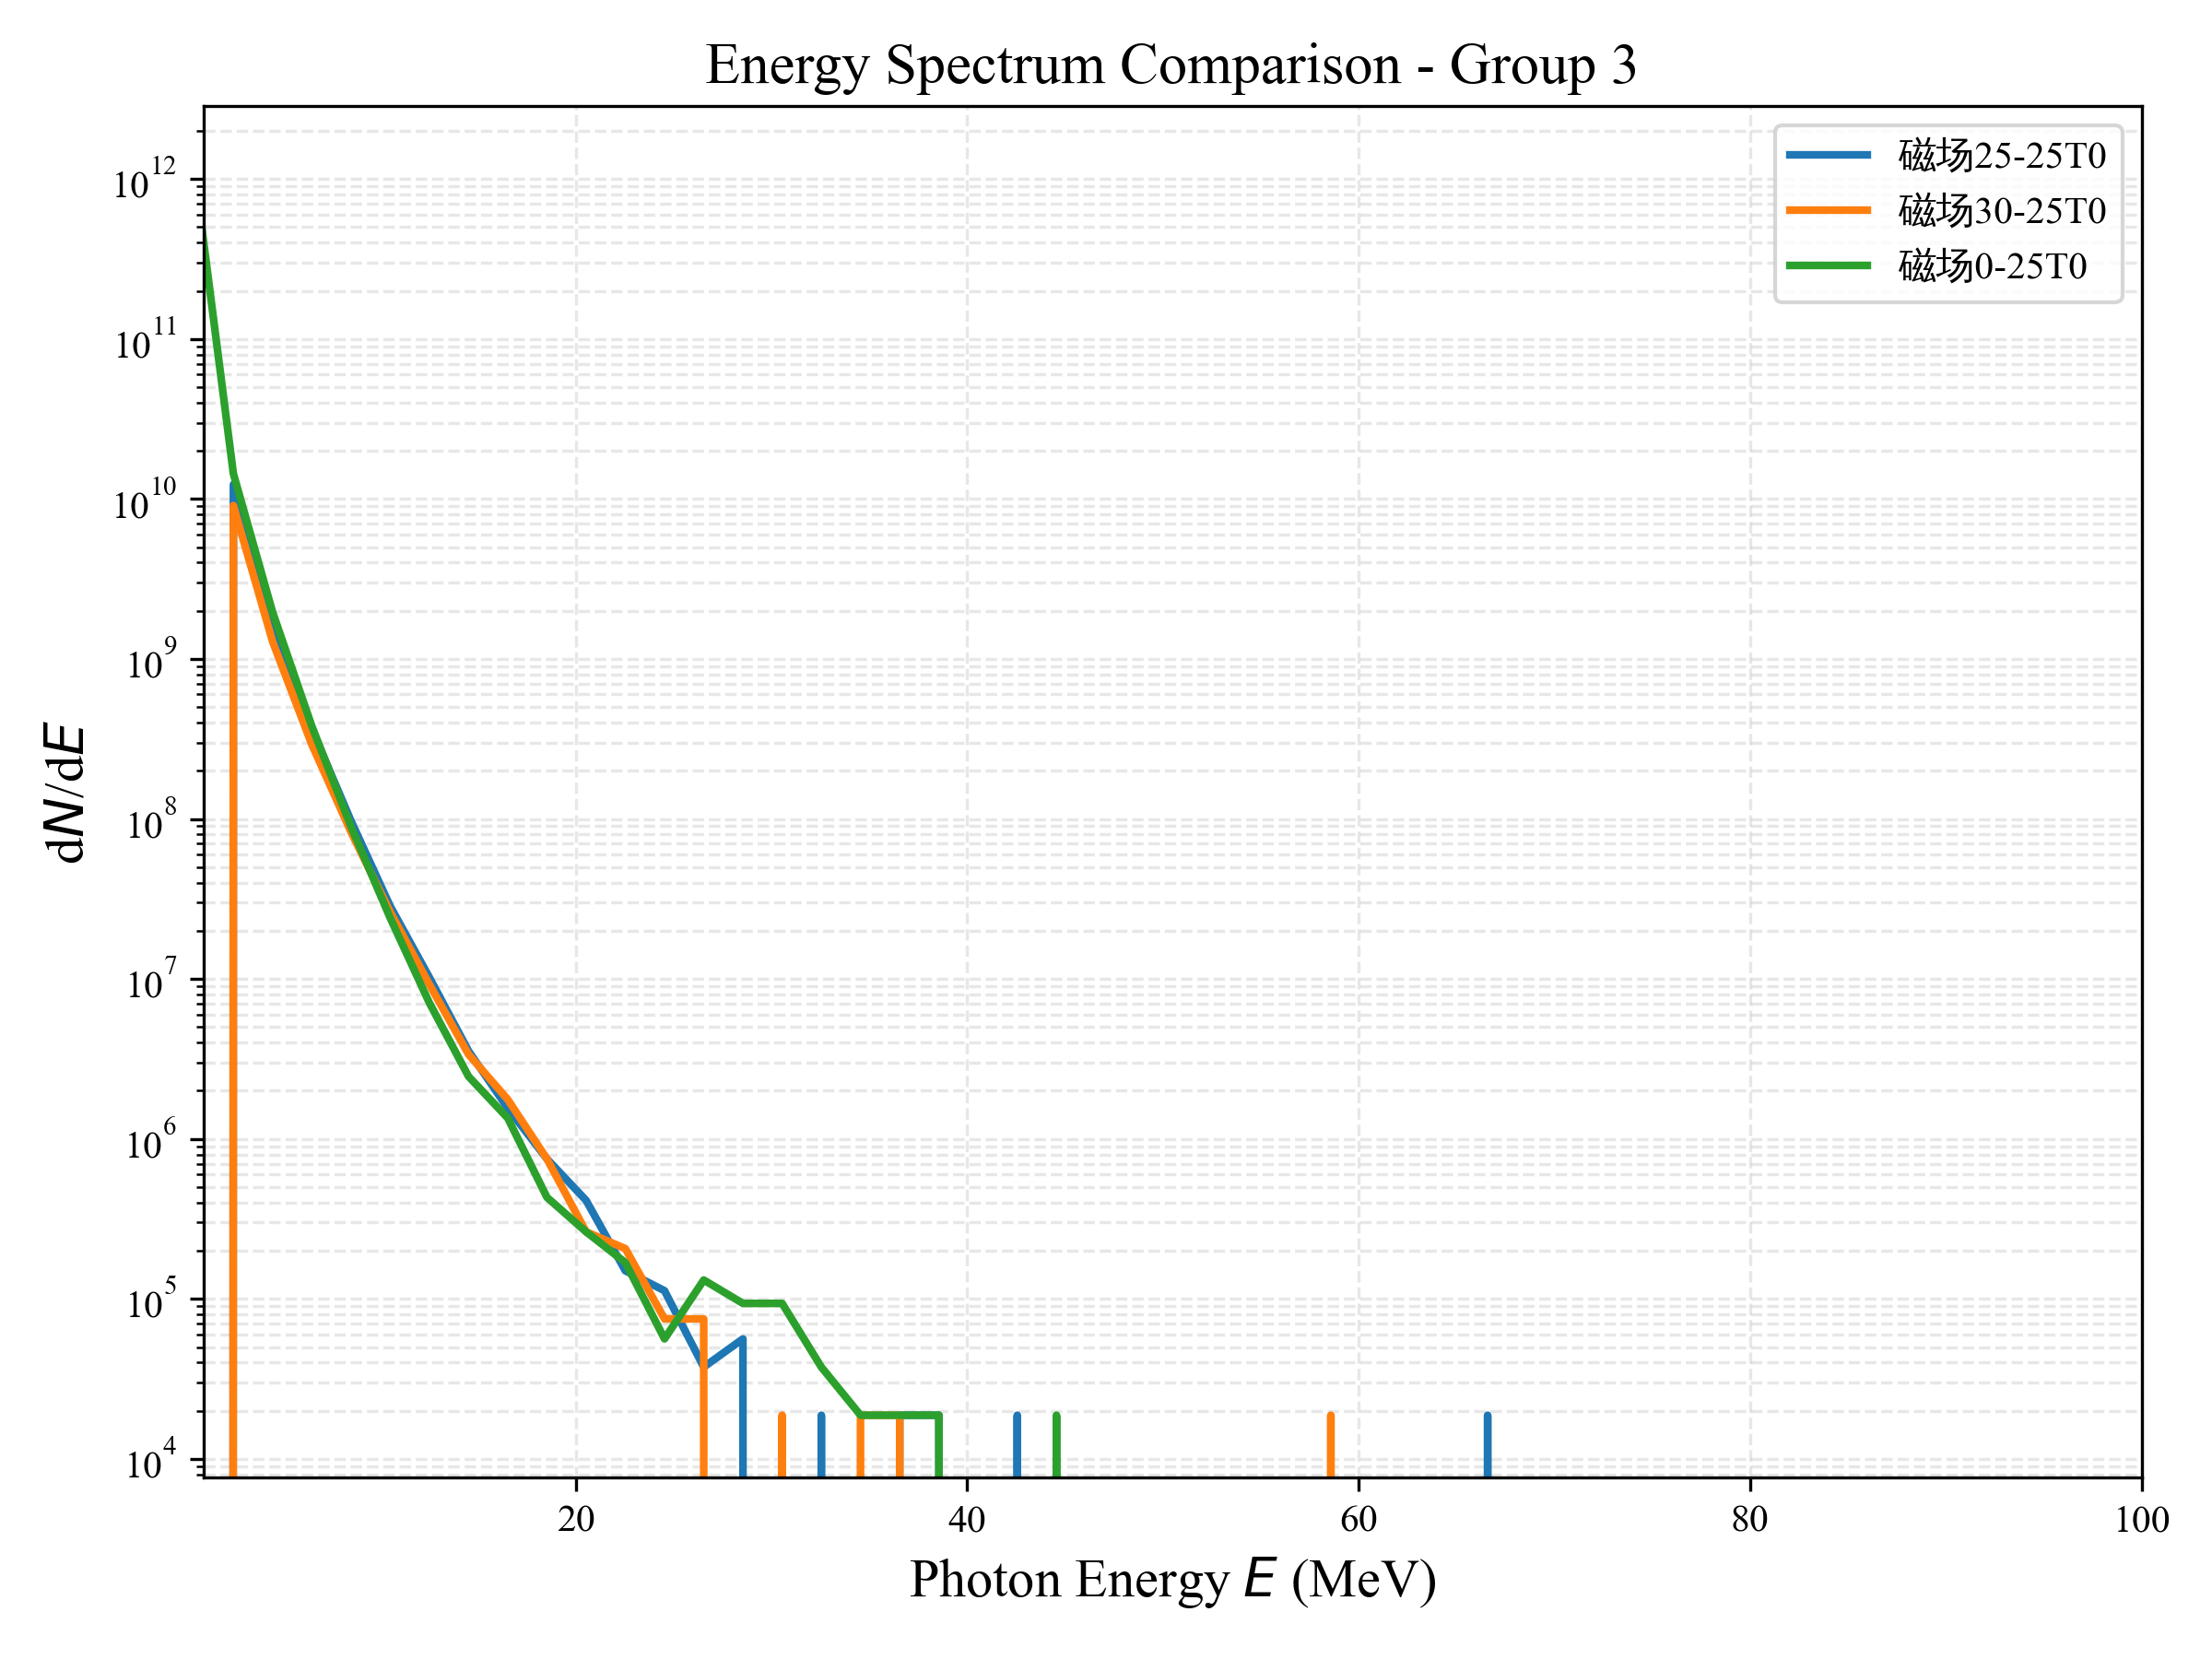 Energy Spectrum Comparison - Group 3
磁场25-25T0
磁场30-25T0
磁场0-25T0
10^12
10^11
10^10
10^9
10^8
10^7
10^6
10^5
10^4
dN/dE
20 40 60 80 100
Photon Energy E (MeV)